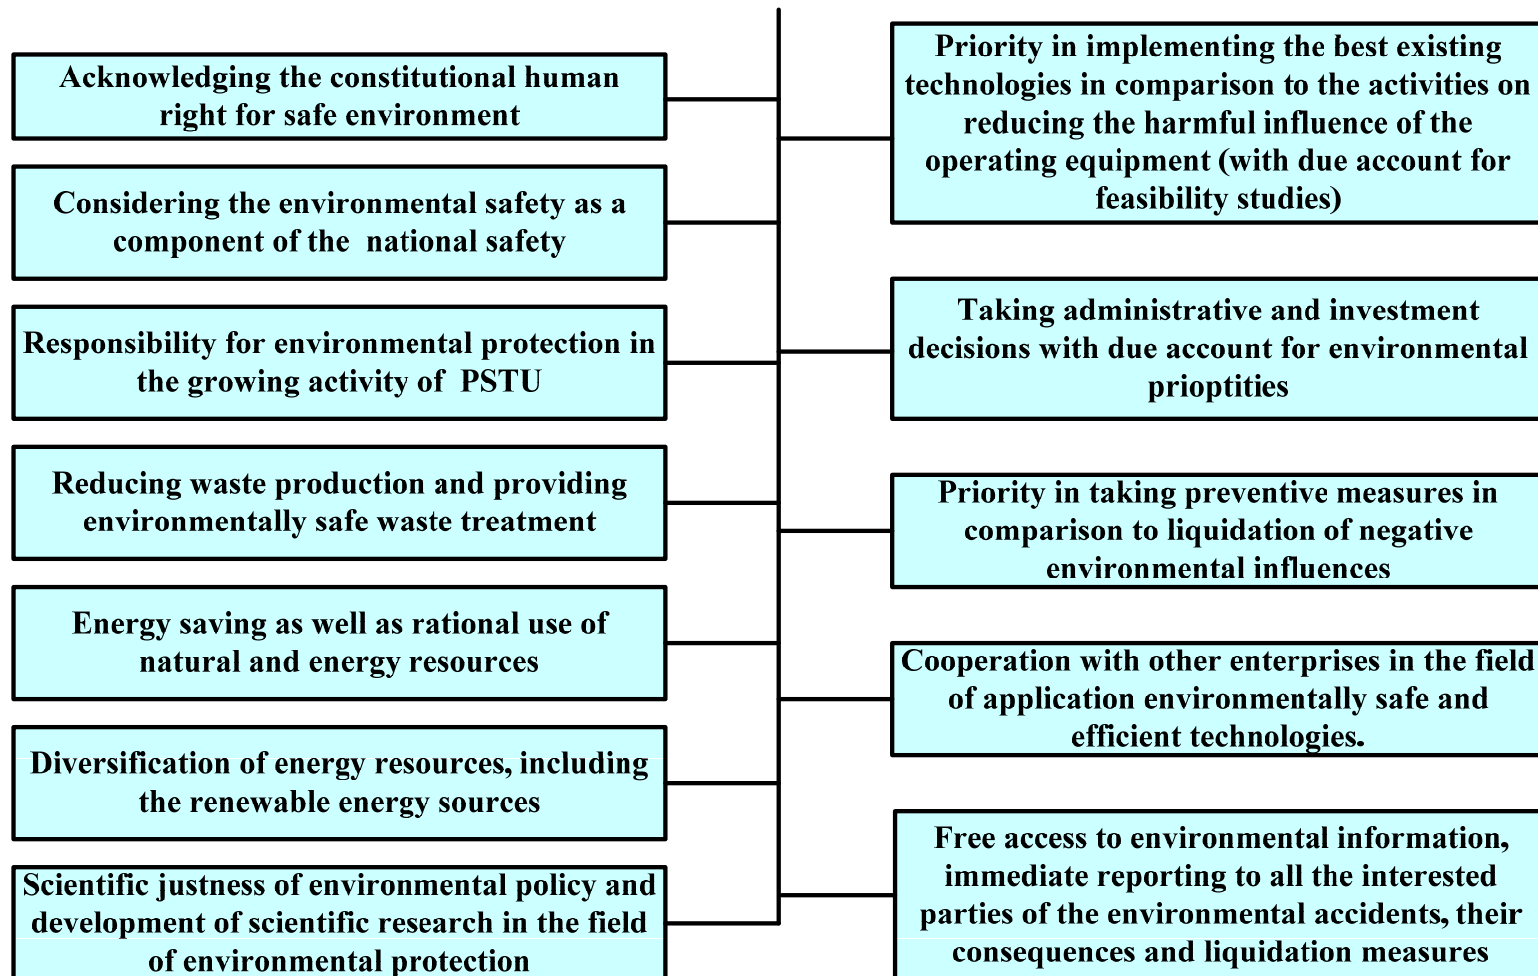 Acknowledging the constitutional human
right for safe environment
Considering the environmental safety as a
component of the national safety
Responsibility for environmental protection in
the growing activity of PSTU
Reducing waste production and providing
environmentally safe waste treatment
Energy saving as well as rational use of
natural and energy resources
Diversification of energy resources, including
the renewable energy sources
Scientific justness of environmental policy and
development of scientific research in the field
of environmental protection
Priority in implementing the best existing
technologies in comparison to the activities on
reducing the harmful influence of the
operating equipment (with due account for
feasibility studies)
Taking administrative and investment
decisions with due account for environmental
prioptities
Priority in taking preventive measures in
comparison to liquidation of negative
environmental influences
Cooperation with other enterprises in the field
of application environmentally safe and
efficient technologies.
Free access to environmental information,
immediate reporting to all the interested
parties of the environmental accidents, their
consequences and liquidation measures